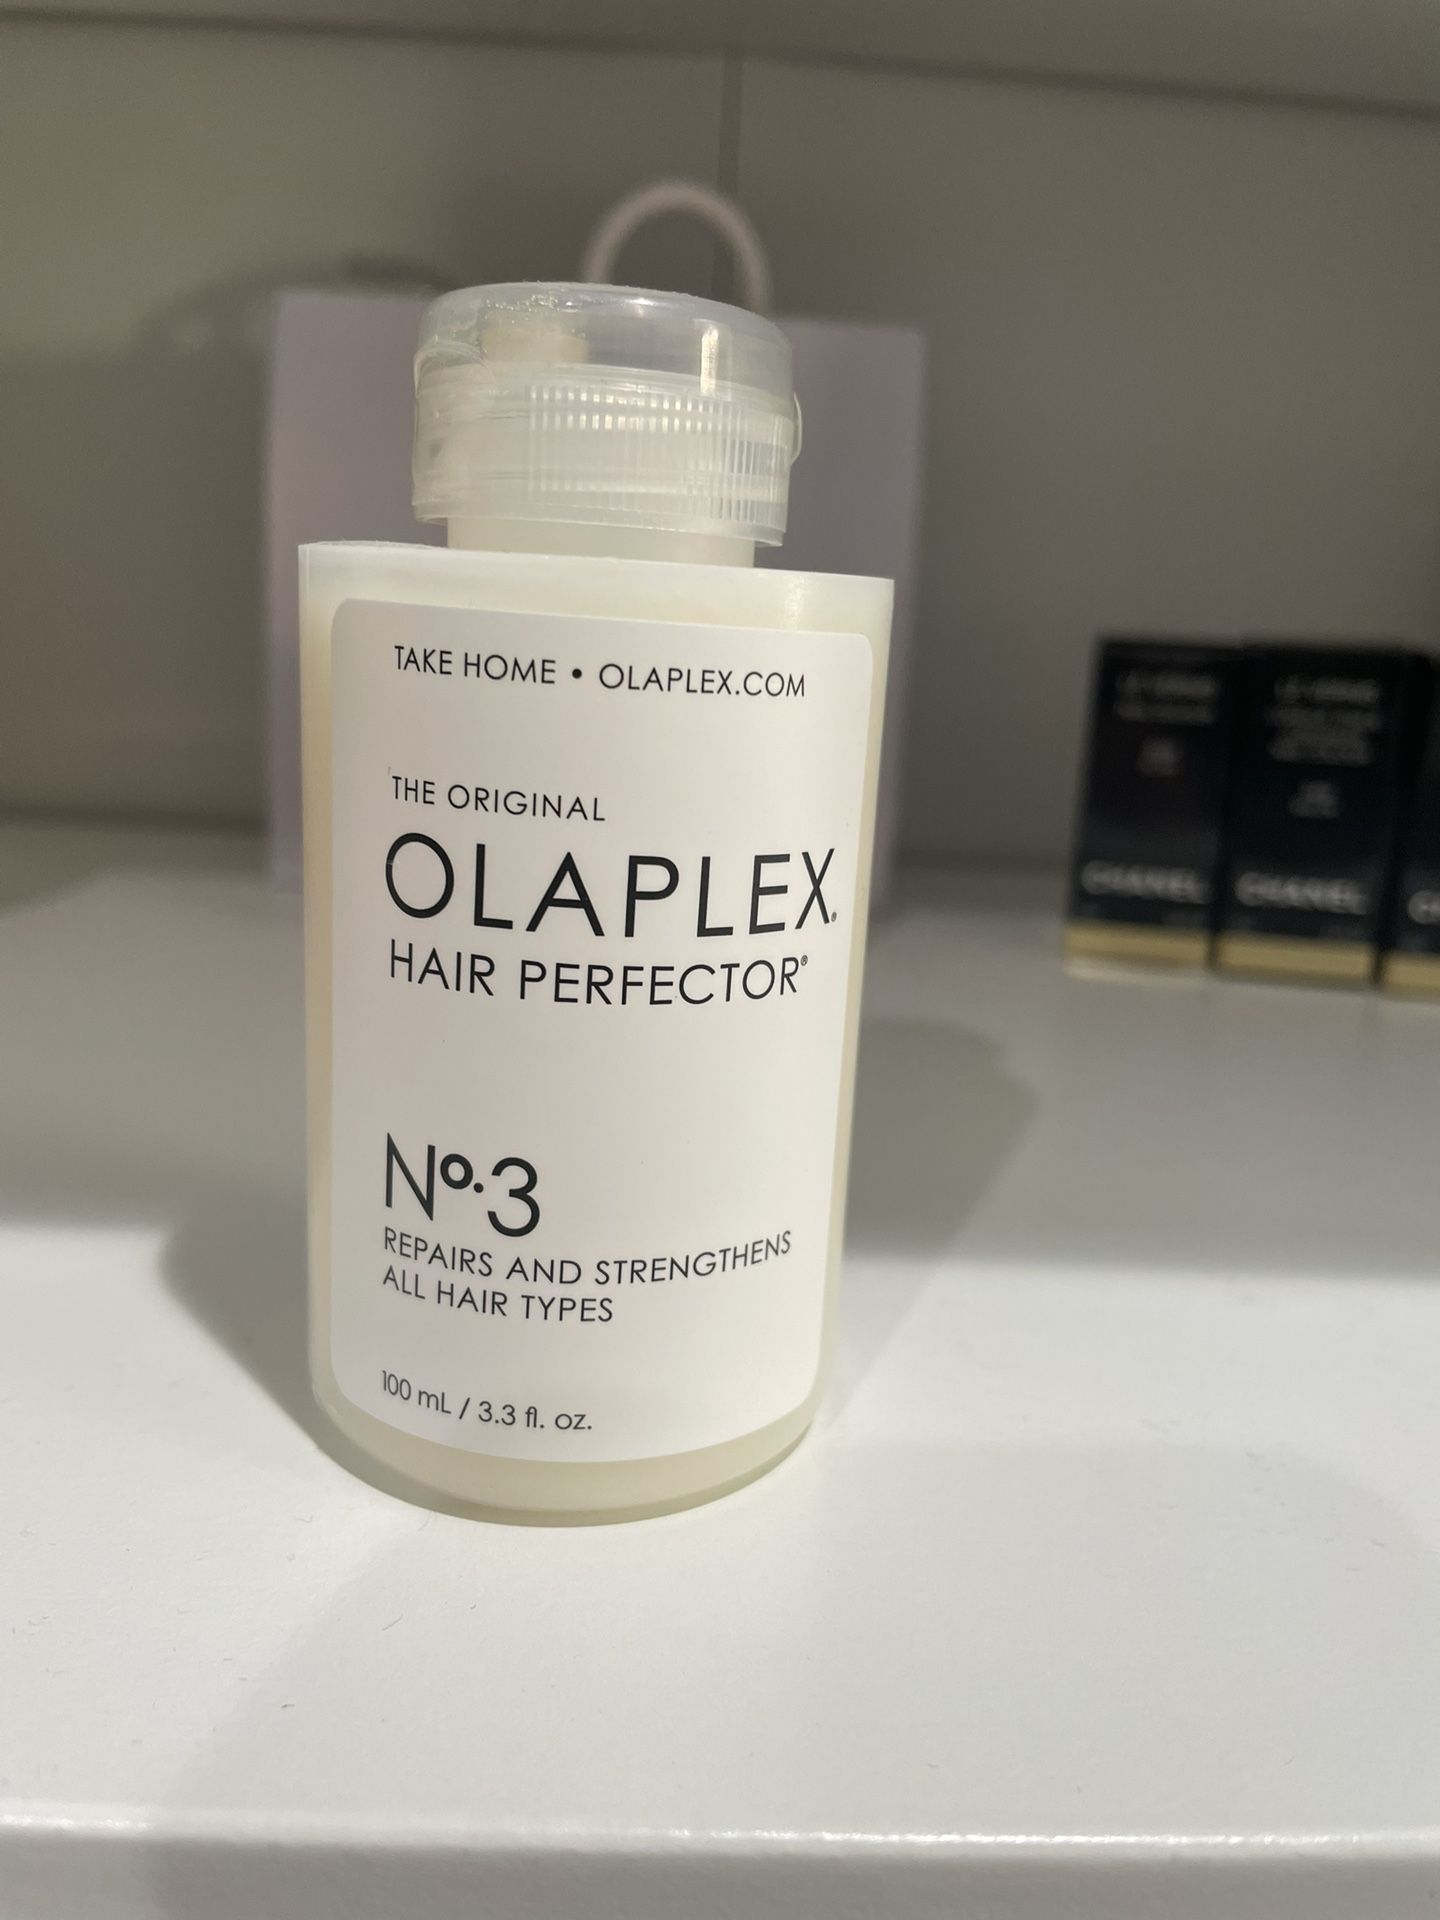 TAKE HOME • OLAPLEX.COM
THE ORIGINAL
OLAPLEX®
HAIR PERFECTOR®
Nº.3
REPAIRS AND STRENGTHENS
ALL HAIR TYPES
100 mL / 3.3 fl. oz.
CHANEL
CHANEL